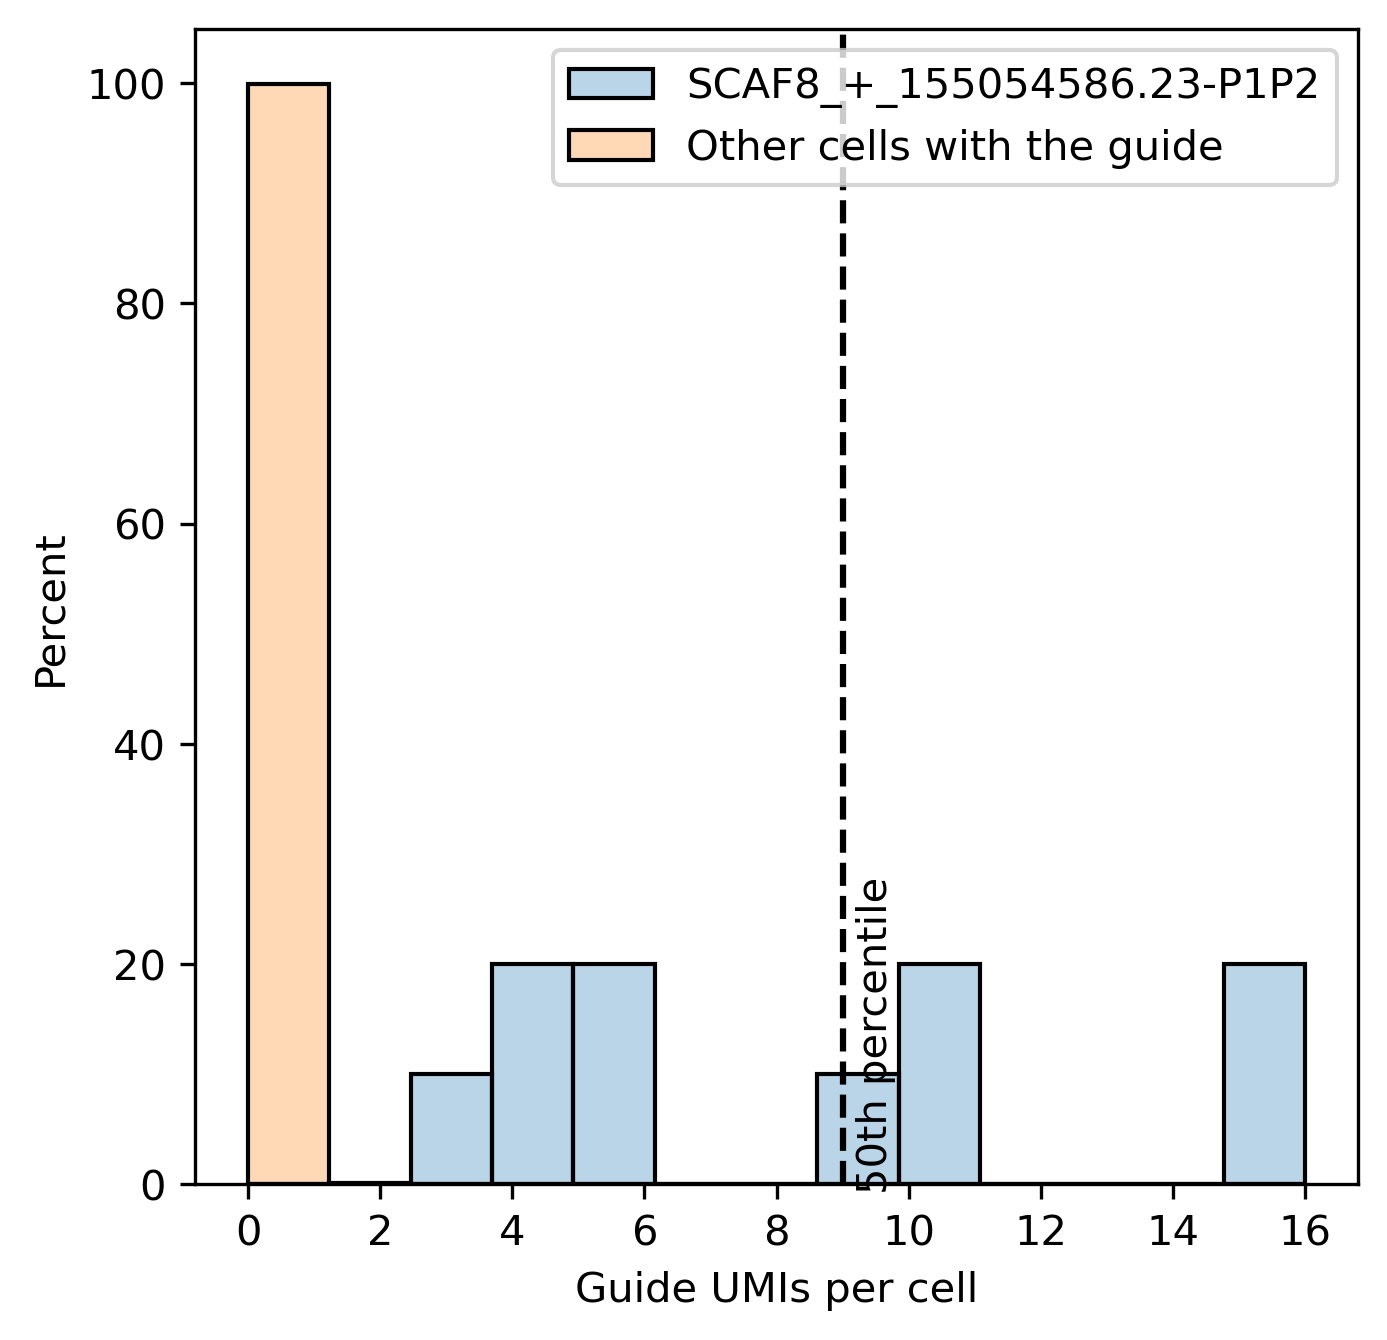 SCAF8_+_155054586.23-P1P2
Other cells with the guide
100
80
60
40
20
0
Percent
50th percentile
0 2 4 6 8 10 12 14 16
Guide UMIs per cell